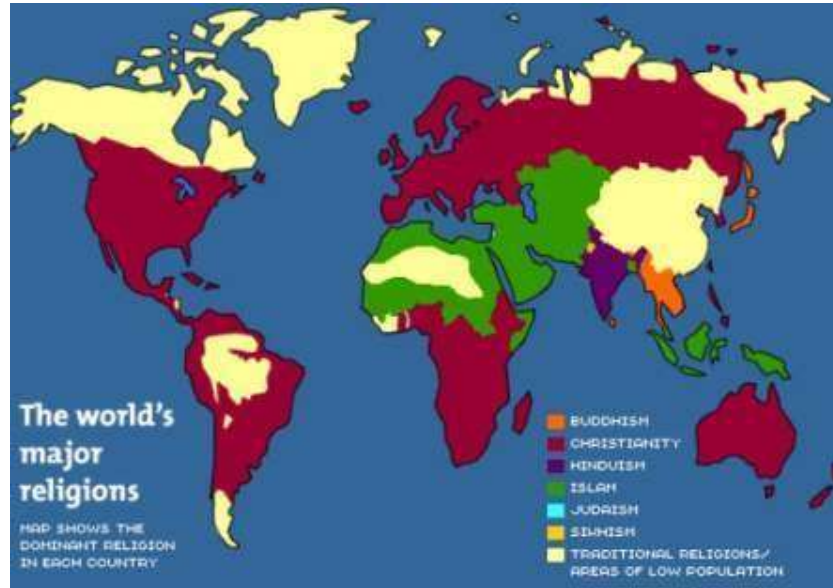 The world's
major
religions
MAP SHOWS THE
DOMINANT RELIGION
IN EACH COUNTRY
BUDDHISM
CHRISTIANITY
HINDUISM
ISLAM
JUDAISM
SIKHISM
TRADITIONAL RELIGIONS/
AREAS OF LOW POPULATION